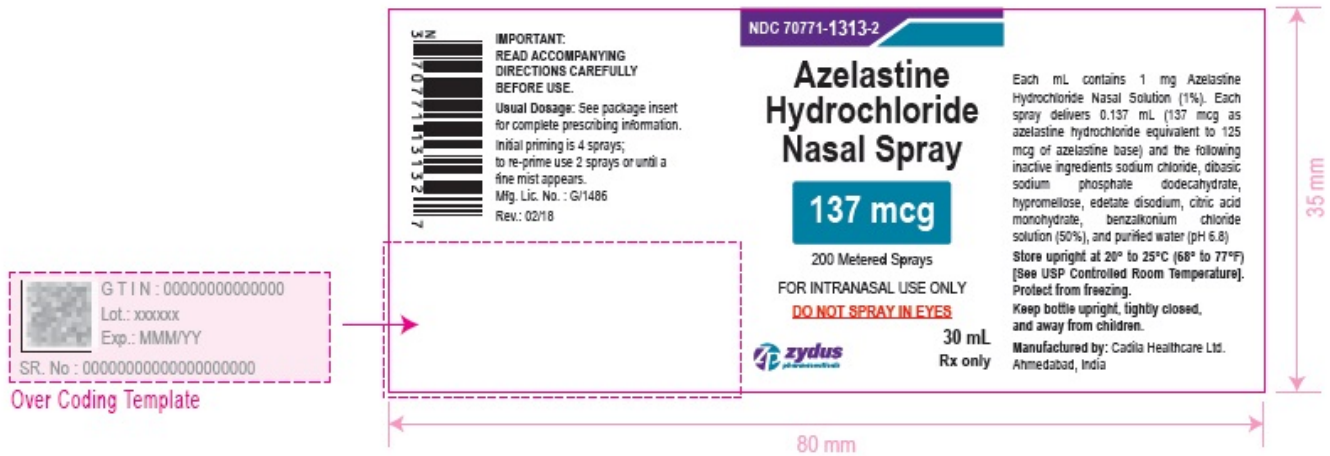 N
3 70771 13132 7
IMPORTANT:
READ ACCOMPANYING
DIRECTIONS CAREFULLY
BEFORE USE.
Usual Dosage: See package insert
for complete prescribing information.
Initial priming is 4 sprays;
to re-prime use 2 sprays or until a
fine mist appears.
Mfg. Lic. No. : G/1486
Rev.: 02/18
NDC 70771-1313-2
Azelastine
Hydrochloride
Nasal Spray
137 mcg
200 Metered Sprays
FOR INTRANASAL USE ONLY
DO NOT SPRAY IN EYES
30 mL
Rx only
zydus
pharmaceuticals
Each mL contains 1 mg Azelastine
Hydrochloride Nasal Solution (1%). Each
spray delivers 0.137 mL (137 mcg as
azelastine hydrochloride equivalent to 125
mcg of azelastine base) and the following
inactive ingredients sodium chloride, dibasic
sodium phosphate dodecahydrate,
hypromellose, edetate disodium, citric acid
monohydrate, benzalkonium chloride
solution (50%), and purified water (pH 6.8)
Store upright at 20° to 25°C (68° to 77°F)
[See USP Controlled Room Temperature].
Protect from freezing.
Keep bottle upright, tightly closed,
and away from children.
Manufactured by: Cadila Healthcare Ltd.
Ahmedabad, India
35 mm
GTIN : 00000000000000
Lot.: xxxxxx
Exp.: MMM/YY
SR. No : 00000000000000000000
Over Coding Template
80 mm